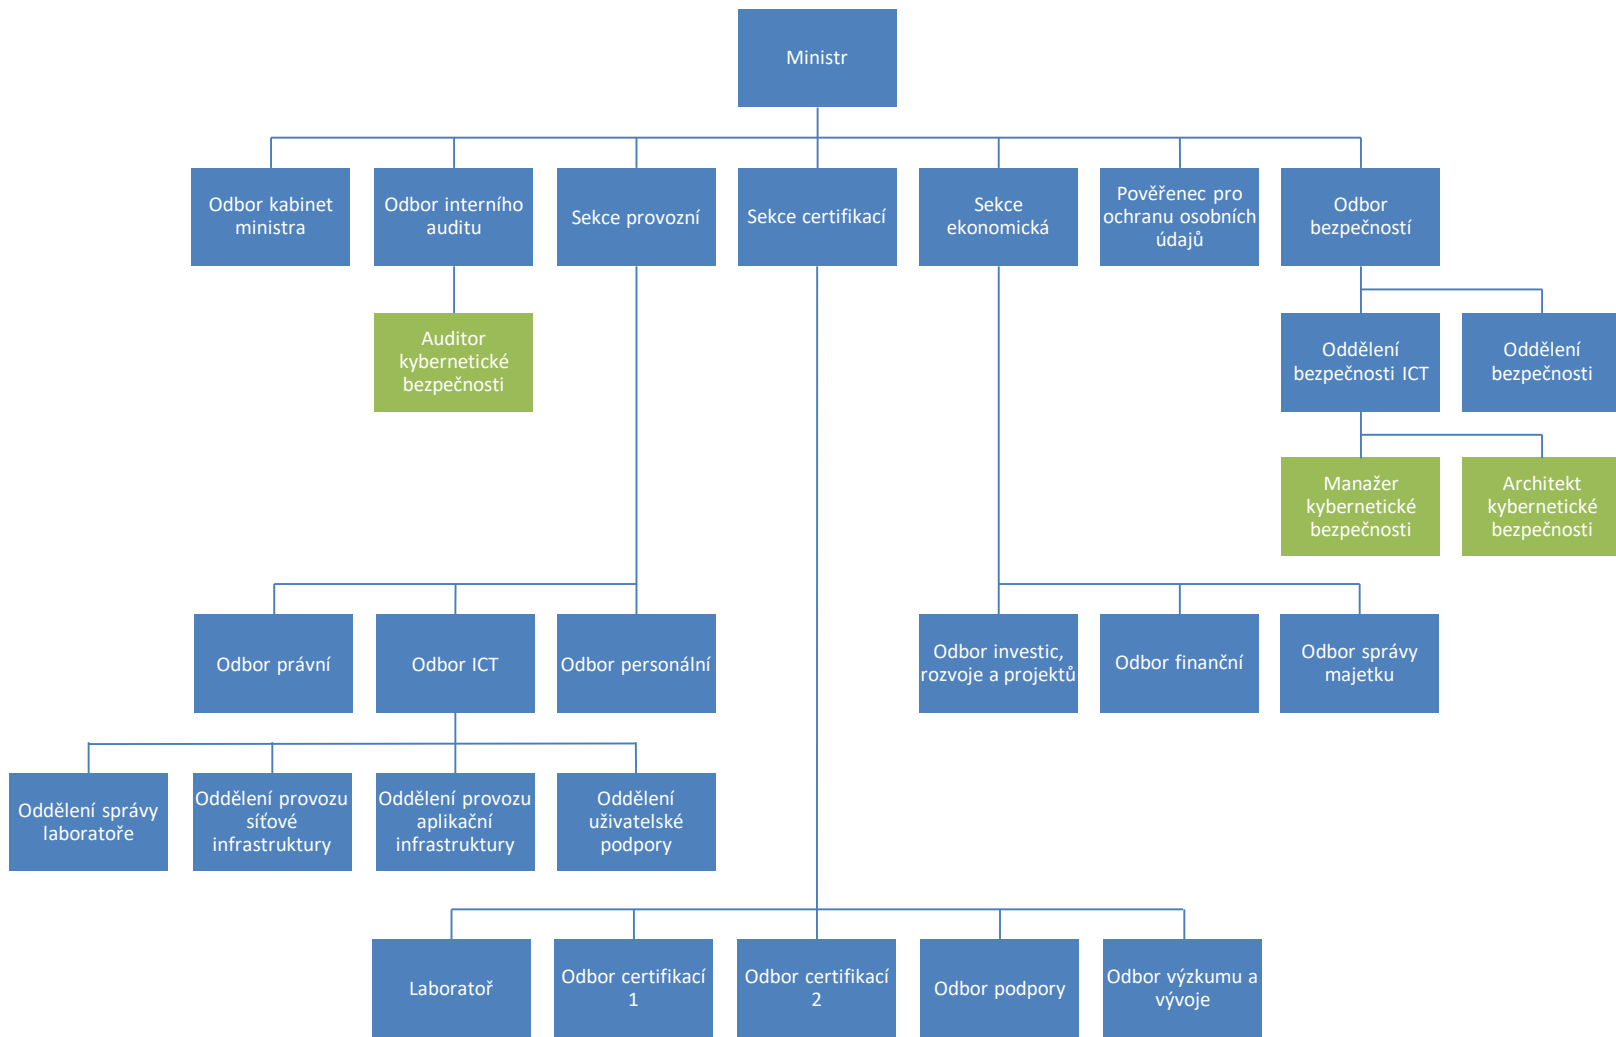 Ministr
Odbor kabinet
ministra
Odbor interního
auditu
Sekce provozní
Sekce certifikací
Sekce
ekonomická
Pověřenec pro
ochranu osobních
údajů
Odbor
bezpečností
Auditor
kybernetické
bezpečnosti
Oddělení
bezpečnosti ICT
Oddělení
bezpečnosti
Manažer
kybernetické
bezpečnosti
Architekt
kybernetické
bezpečnosti
Odbor právní
Odbor ICT
Odbor personální
Odbor investic,
rozvoje a projektů
Odbor finanční
Odbor správy
majetku
Oddělení správy
laboratoře
Oddělení provozu
síťové
infrastruktury
Oddělení provozu
aplikační
infrastruktury
Oddělení
uživatelské
podpory
Laboratoř
Odbor certifikací
1
Odbor certifikací
2
Odbor podpory
Odbor výzkumu a
vývoje